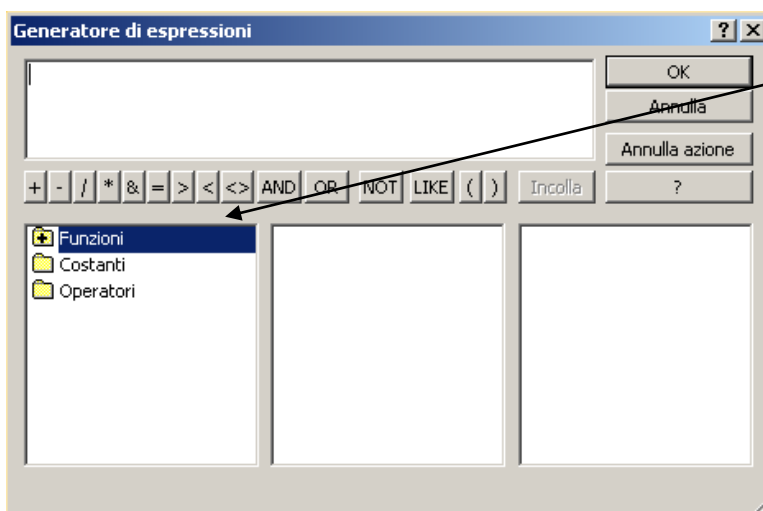 Generatore di espressioni ? X
OK
Annulla
Annulla azione
+ - / * & = > < <> AND OR NOT LIKE ( ) Incolla ?
Funzioni
Costanti
Operatori